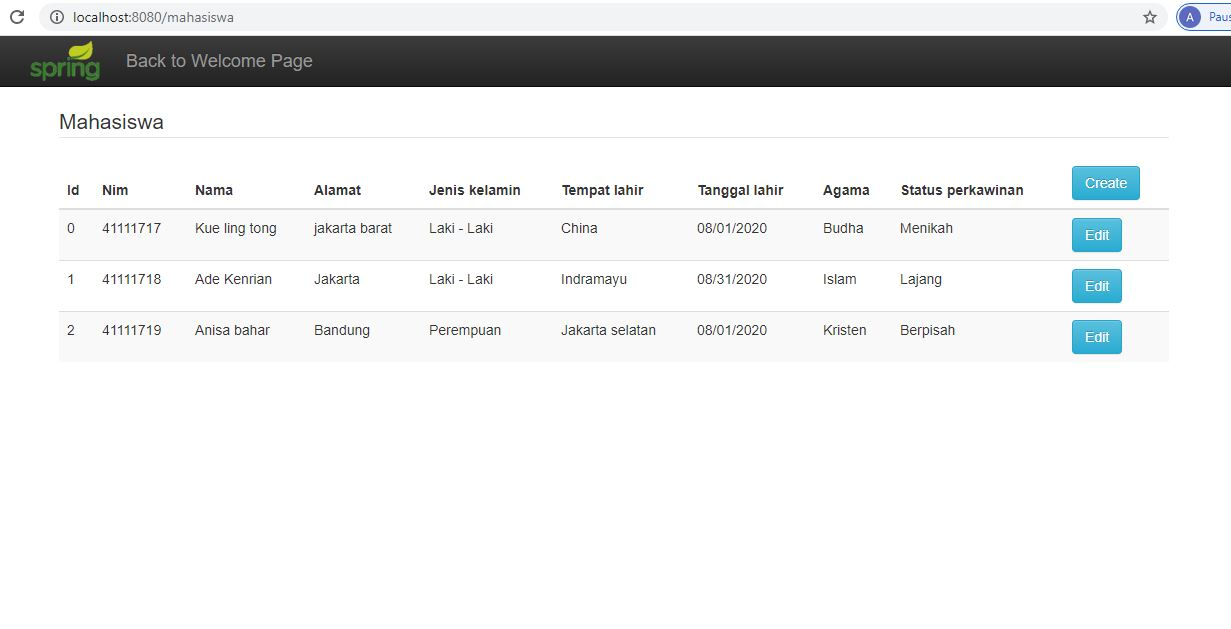 localhost:8080/mahasiswa
A Paus
spring Back to Welcome Page
Mahasiswa
Id Nim Nama Alamat Jenis kelamin Tempat lahir Tanggal lahir Agama Status perkawinan Create
0 41111717 Kue ling tong jakarta barat Laki - Laki China 08/01/2020 Budha Menikah Edit
1 41111718 Ade Kenrian Jakarta Laki - Laki Indramayu 08/31/2020 Islam Lajang Edit
2 41111719 Anisa bahar Bandung Perempuan Jakarta selatan 08/01/2020 Kristen Berpisah Edit